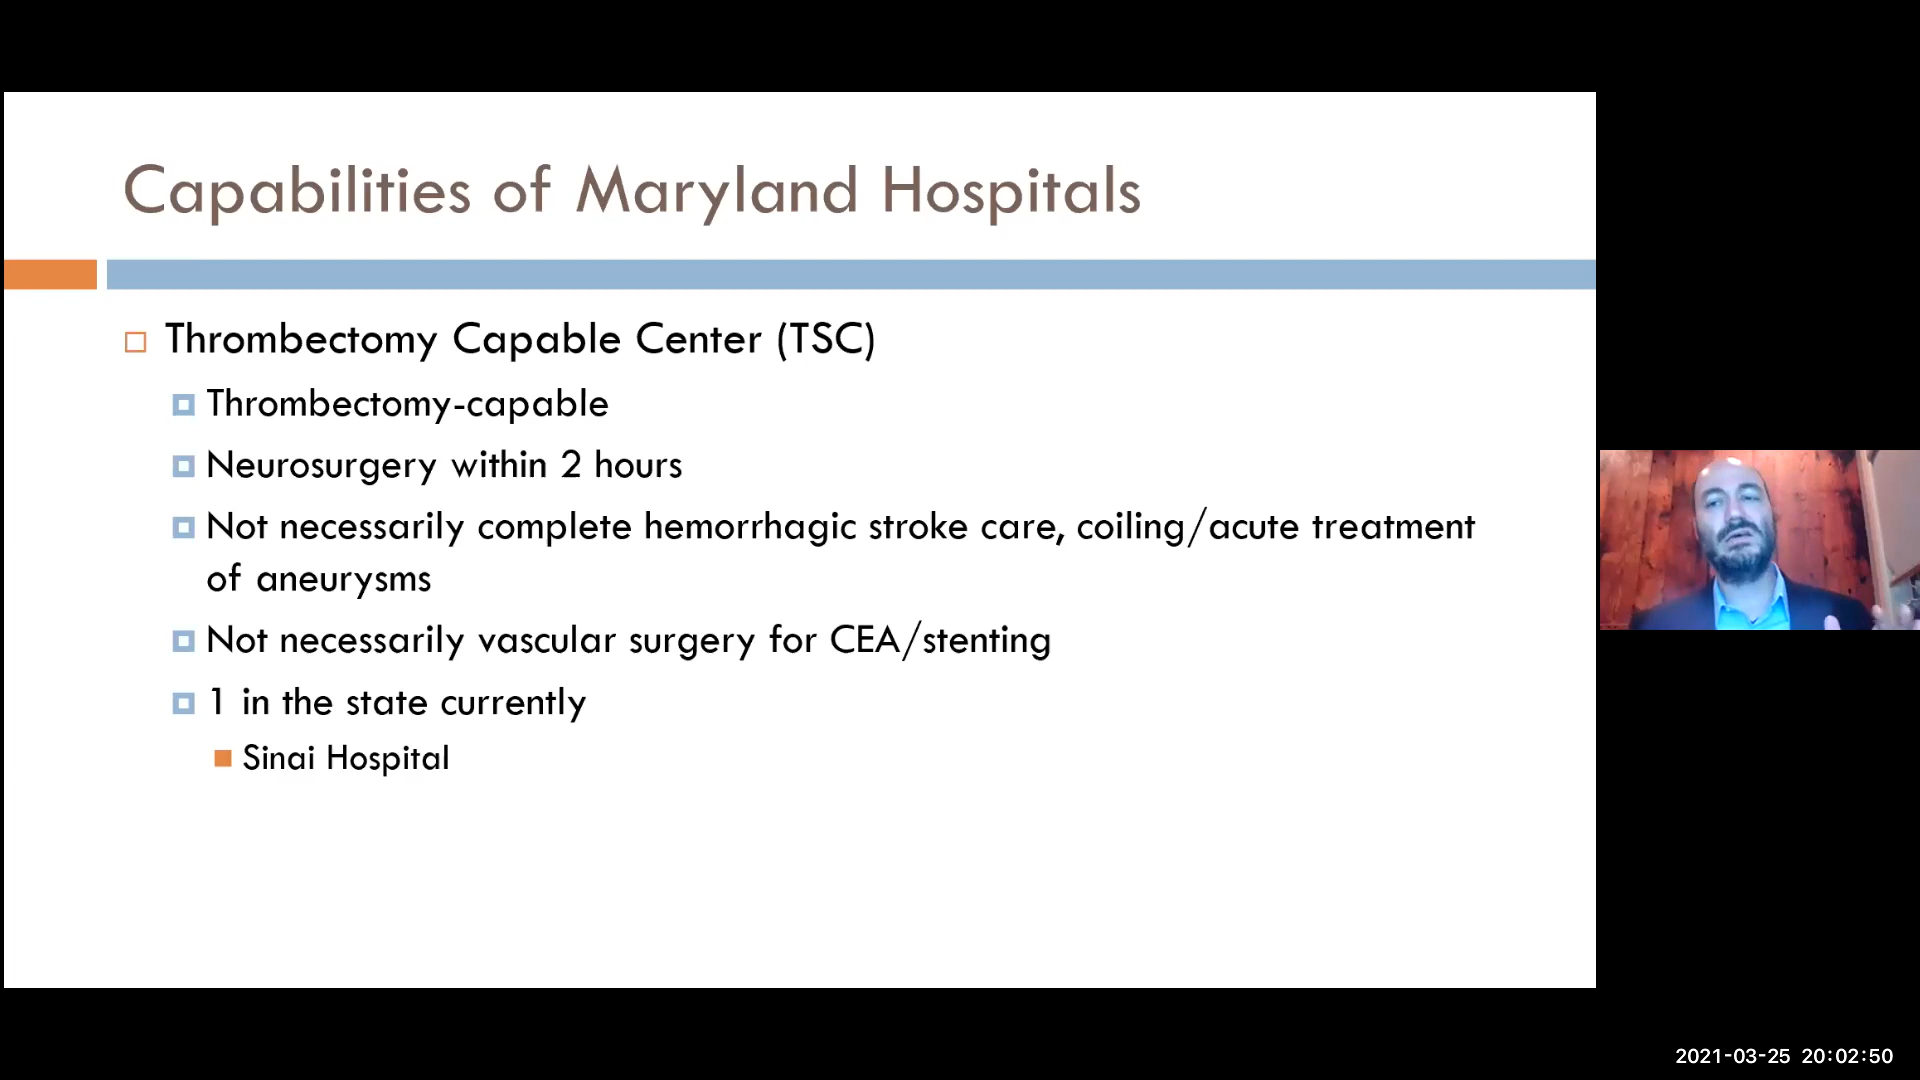 Capabilities of Maryland Hospitals
Thrombectomy Capable Center (TSC)
Thrombectomy-capable
Neurosurgery within 2 hours
Not necessarily complete hemorrhagic stroke care, coiling/acute treatment
of aneurysms
Not necessarily vascular surgery for CEA/stenting
1 in the state currently
Sinai Hospital
2021-03-25 20:02:50